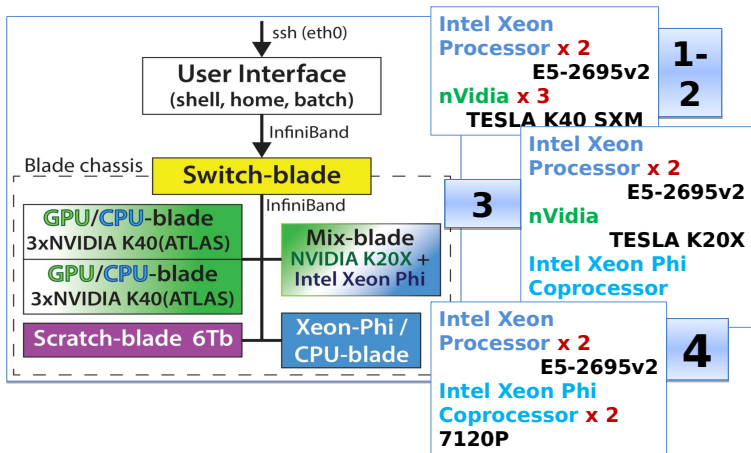 ssh (eth0)
User Interface
(shell, home, batch)
InfiniBand
Blade chassis
Switch-blade
InfiniBand
GPU/CPU-blade
3xNVIDIA K40(ATLAS)
GPU/CPU-blade
3xNVIDIA K40(ATLAS)
Mix-blade
NVIDIA K20X +
Intel Xeon Phi
Scratch-blade 6Tb
Xeon-Phi /
CPU-blade
Intel Xeon
Processor x 2
E5-2695v2
nVidia x 3
TESLA K40 SXM
1-
2
Intel Xeon
Processor x 2
E5-2695v2
nVidia
TESLA K20X
Intel Xeon Phi
Coprocessor
3
Intel Xeon
Processor x 2
E5-2695v2
Intel Xeon Phi
Coprocessor x 2
7120P
4